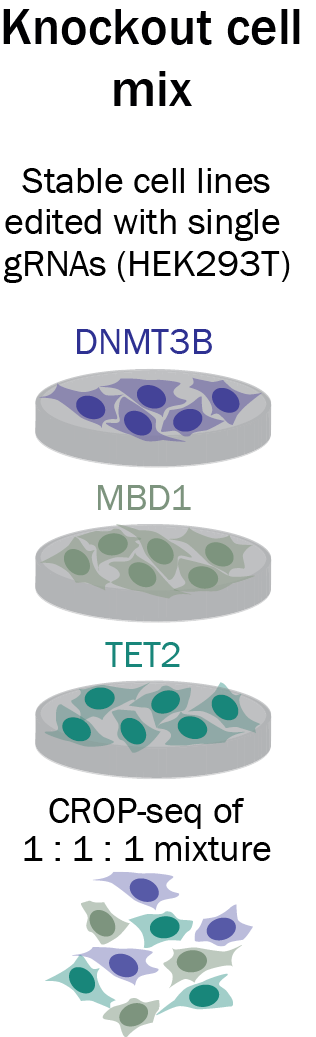 Knockout cell
mix
Stable cell lines
edited with single
gRNAs (HEK293T)
DNMT3B
MBD1
TET2
CROP-seq of
1 : 1 : 1 mixture